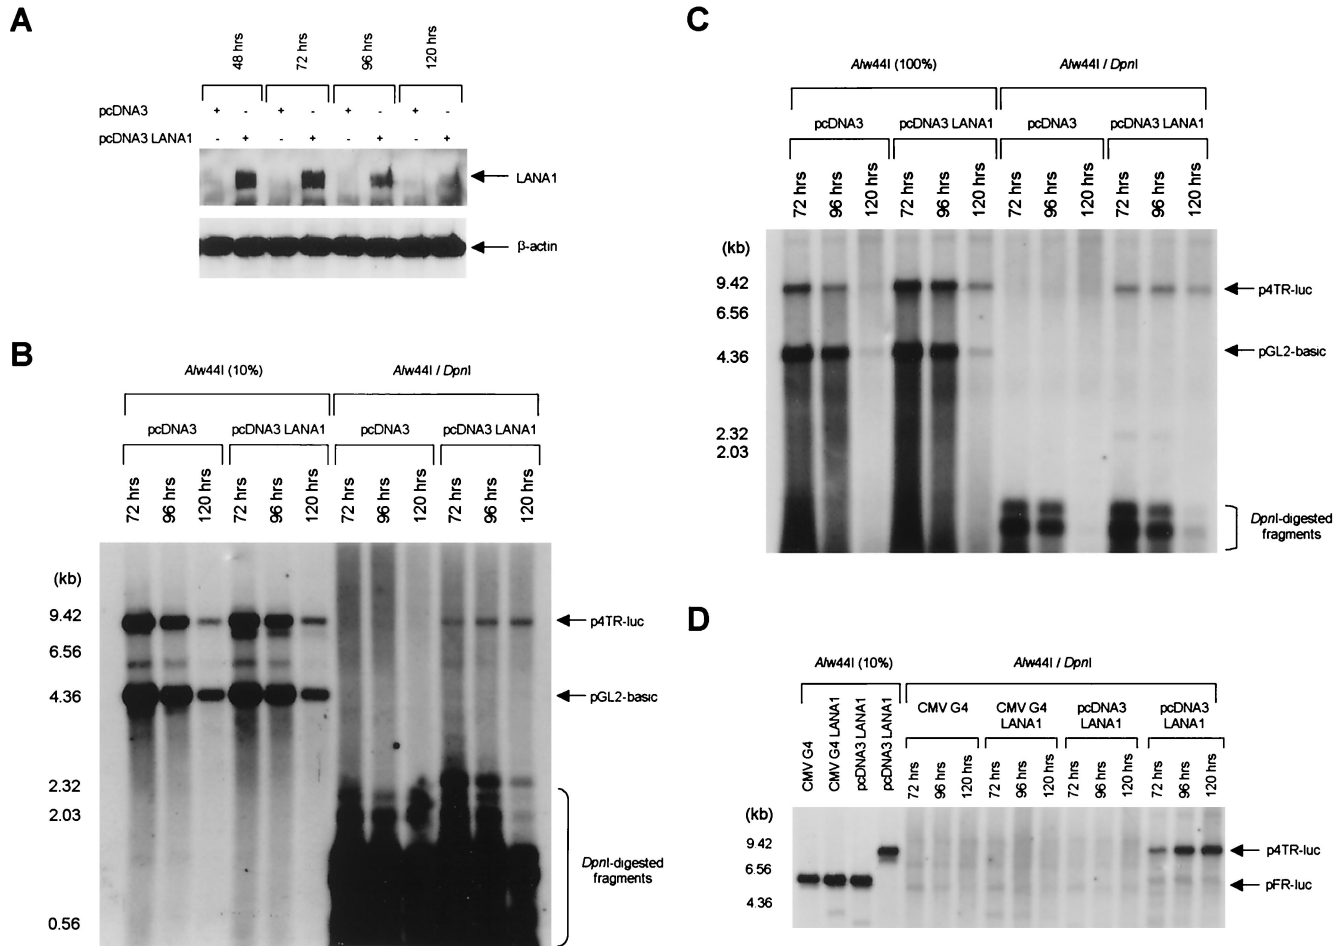 A
48 hrs
72 hrs
96 hrs
120 hrs
pcDNA3 + - + - + - + -
pcDNA3 LANA1 - + - + - + - +
LANA1
β-actin
B
Alw44I (10%)
Alw44I / DpnI
pcDNA3
pcDNA3 LANA1
pcDNA3
pcDNA3 LANA1
72 hrs
96 hrs
120 hrs
72 hrs
96 hrs
120 hrs
72 hrs
96 hrs
120 hrs
72 hrs
96 hrs
120 hrs
(kb)
9.42
6.56
4.36
2.32
2.03
0.56
p4TR-luc
pGL2-basic
DpnI-digested
fragments
C
Alw44I (100%)
Alw44I / DpnI
pcDNA3
pcDNA3 LANA1
pcDNA3
pcDNA3 LANA1
72 hrs
96 hrs
120 hrs
72 hrs
96 hrs
120 hrs
72 hrs
96 hrs
120 hrs
72 hrs
96 hrs
120 hrs
(kb)
9.42
6.56
4.36
2.32
2.03
p4TR-luc
pGL2-basic
DpnI-digested
fragments
D
Alw44I (10%)
Alw44I / DpnI
CMV G4
CMV G4 LANA1
pcDNA3 LANA1
pcDNA3 LANA1
CMV G4
CMV G4
LANA1
pcDNA3
LANA1
pcDNA3
LANA1
72 hrs
96 hrs
120 hrs
72 hrs
96 hrs
120 hrs
72 hrs
96 hrs
120 hrs
72 hrs
96 hrs
120 hrs
(kb)
9.42
6.56
4.36
p4TR-luc
pFR-luc